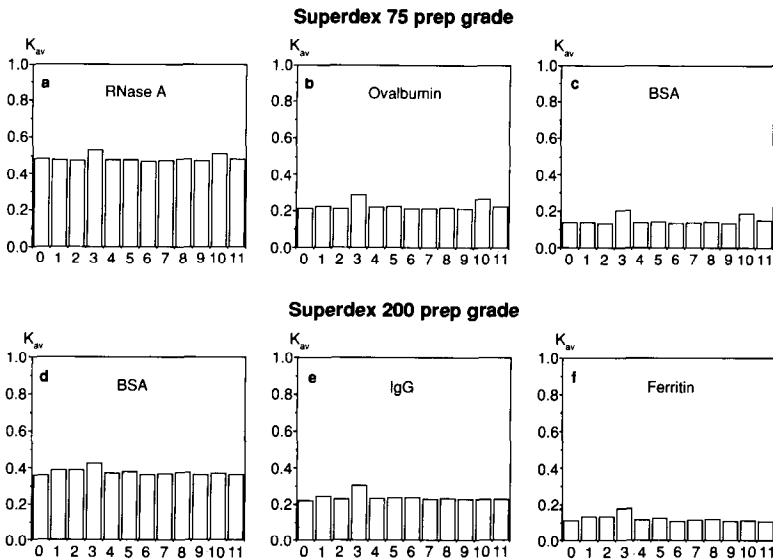 Superdex 75 prep grade
Kav Kav Kav
1.0 1.0 1.0
a RNase A b Ovalbumin c BSA
0.8 0.8 0.8
0.6 0.6 0.6
0.4 0.4 0.4
0.2 0.2 0.2
0.0 0.0 0.0
0 1 2 3 4 5 6 7 8 9 10 11 0 1 2 3 4 5 6 7 8 9 10 11 0 1 2 3 4 5 6 7 8 9 10 11
Superdex 200 prep grade
Kav Kav Kav
1.0 1.0 1.0
d BSA e IgG f Ferritin
0.8 0.8 0.8
0.6 0.6 0.6
0.4 0.4 0.4
0.2 0.2 0.2
0.0 0.0 0.0
0 1 2 3 4 5 6 7 8 9 10 11 0 1 2 3 4 5 6 7 8 9 10 11 0 1 2 3 4 5 6 7 8 9 10 11